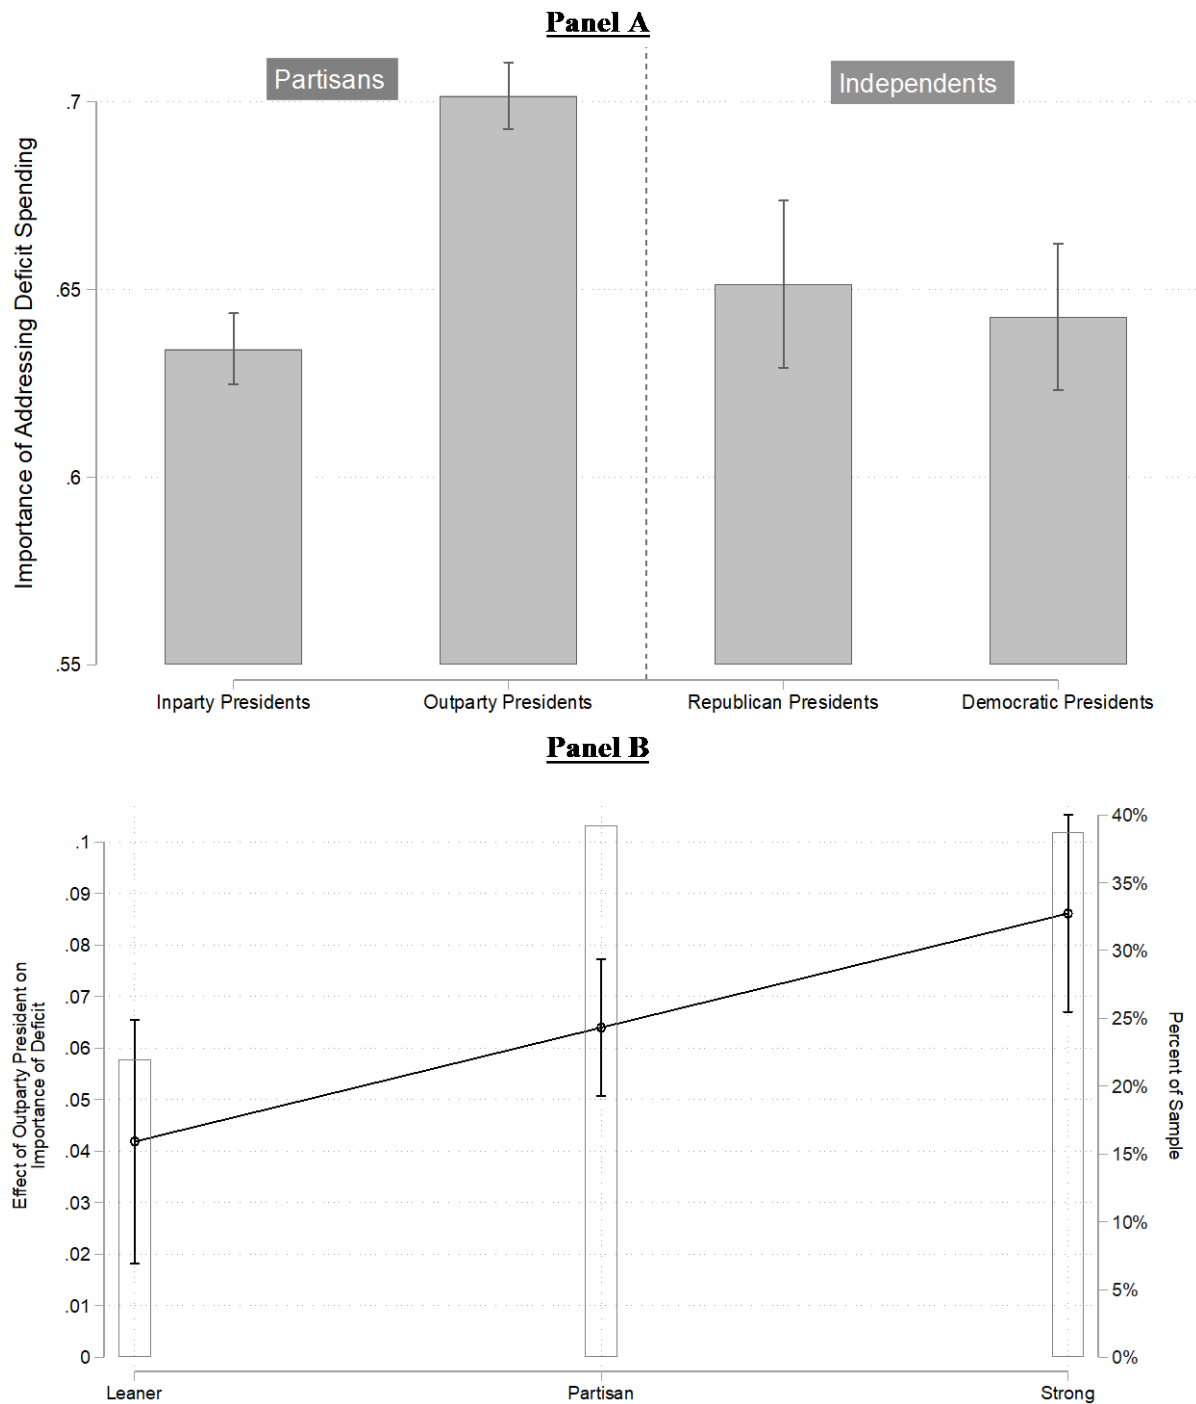 Panel A
Partisans
Independents
Importance of Addressing Deficit Spending
.7
.65
.6
.55
Inparty Presidents
Outparty Presidents
Republican Presidents
Democratic Presidents
Panel B
Effect of Outparty President on
Importance of Deficit
.1
.09
.08
.07
.06
.05
.04
.03
.02
.01
0
40%
35%
30%
25%
20%
15%
10%
5%
0%
Percent of Sample
Leaner
Partisan
Strong